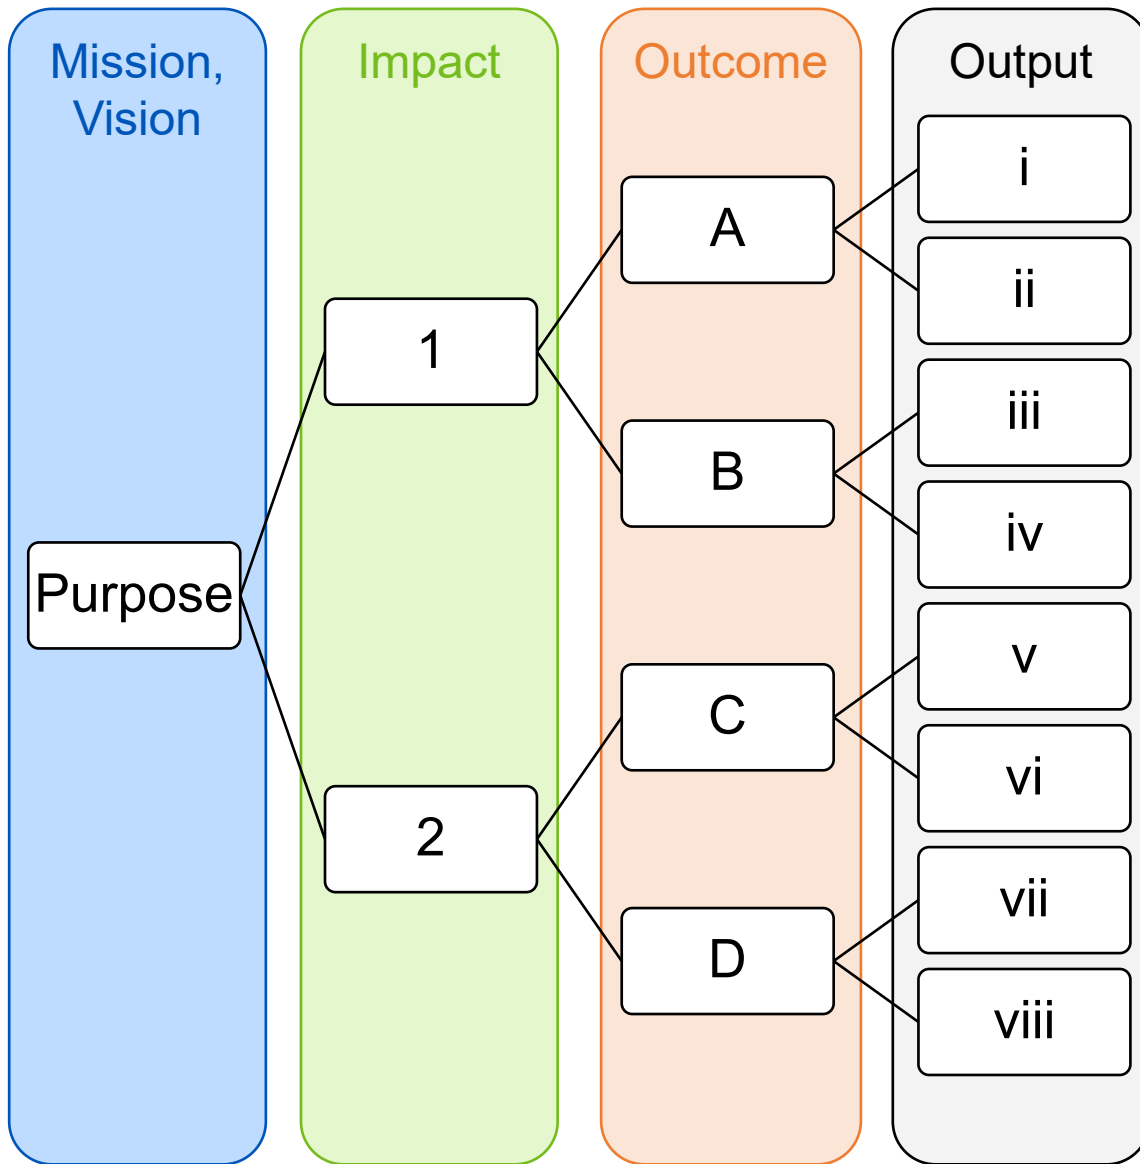 Mission,
Vision
Impact
Outcome
Output
Purpose
1
2
A
B
C
D
i
ii
iii
iv
v
vi
vii
viii